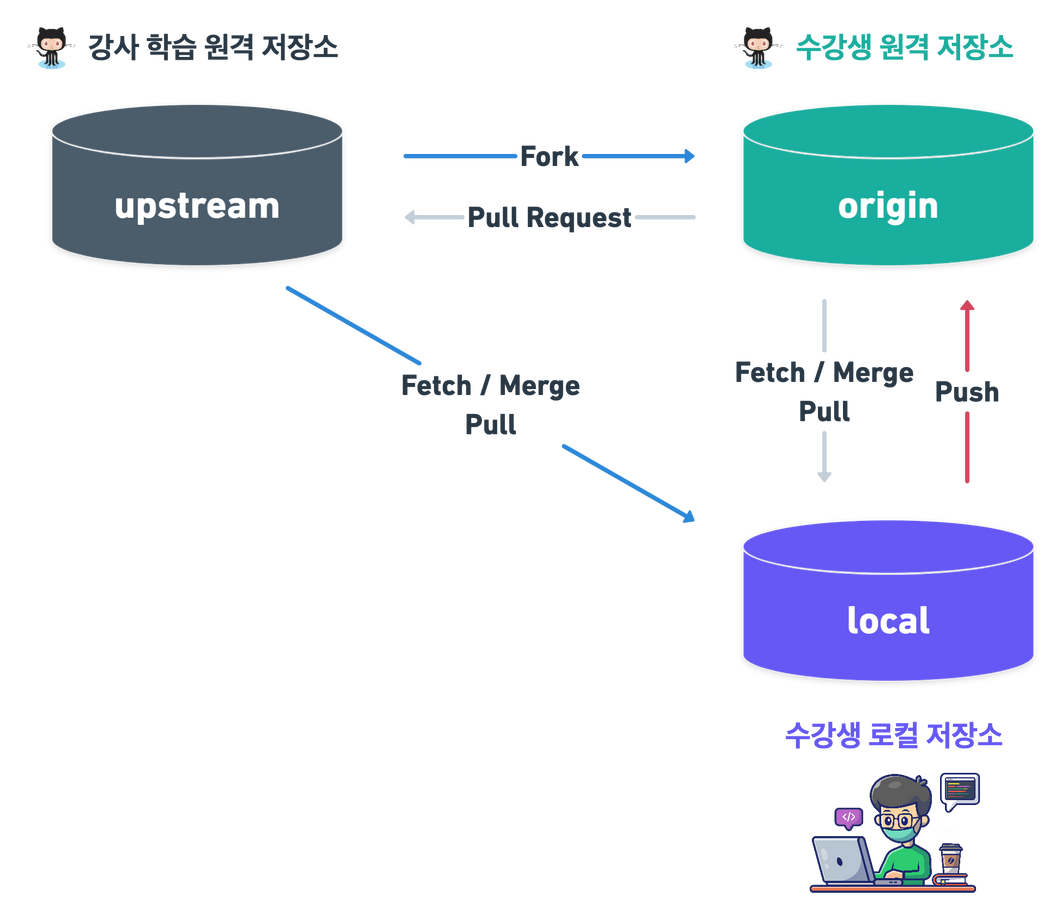 강사 학습 원격 저장소
수강생 원격 저장소
upstream
Fork
Pull Request
origin
Fetch / Merge
Pull
Fetch / Merge
Pull
Push
local
수강생 로컬 저장소
</>